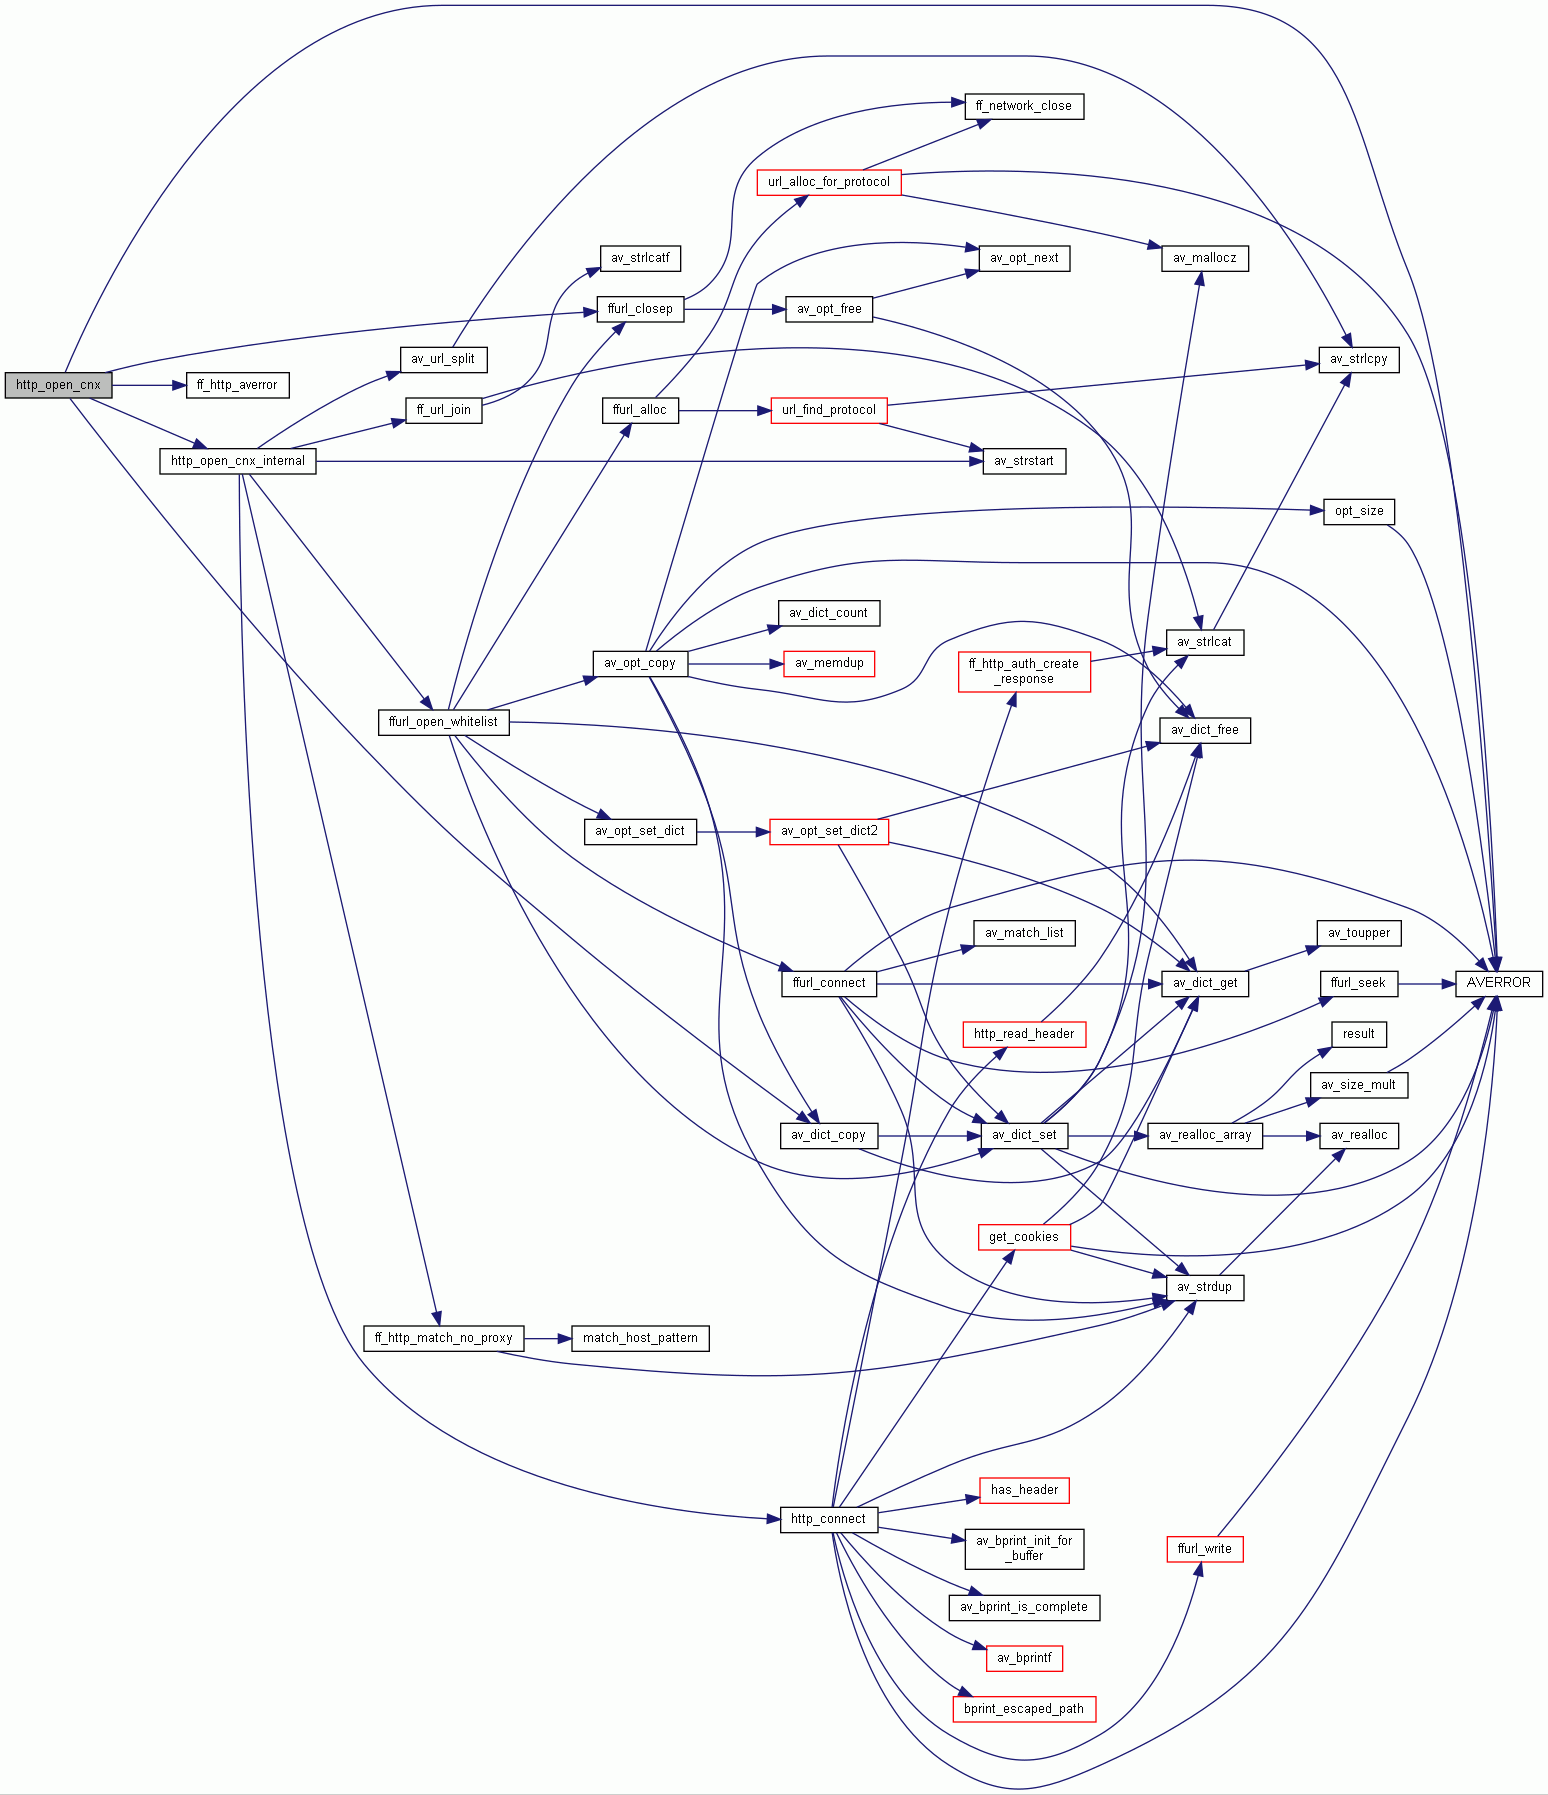 ff_network_close
url_alloc_for_protocol
av_strlcatf
av_opt_next
av_mallocz
ffurl_closep
av_opt_free
av_url_split
av_strlcpy
http_open_cnx
ff_http_averror
ff_url_join
ffurl_alloc
url_find_protocol
http_open_cnx_internal
av_strstart
opt_size
av_dict_count
av_strlcat
av_opt_copy
av_memdup
ff_http_auth_create
_response
ffurl_open_whitelist
av_dict_free
av_opt_set_dict
av_opt_set_dict2
av_match_list
av_toupper
ffurl_connect
av_dict_get
ffurl_seek
AVERROR
http_read_header
result
av_size_mult
av_dict_copy
av_dict_set
av_realloc_array
av_realloc
get_cookies
av_strdup
ff_http_match_no_proxy
match_host_pattern
has_header
http_connect
av_bprint_init_for
_buffer
ffurl_write
av_bprint_is_complete
av_bprintf
bprint_escaped_path